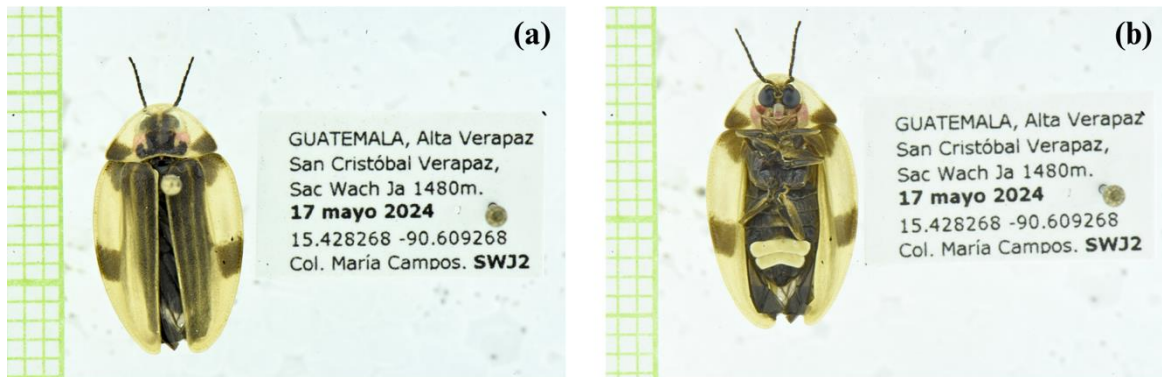 (a)
GUATEMALA, Alta Verapaz
San Cristóbal Verapaz,
Sac Wach Ja 1480m.
17 mayo 2024
15.428268 -90.609268
Col. María Campos. SWJ2
(b)
GUATEMALA, Alta Verapaz
San Cristóbal Verapaz,
Sac Wach Ja 1480m.
17 mayo 2024
15.428268 -90.609268
Col. María Campos. SWJ2